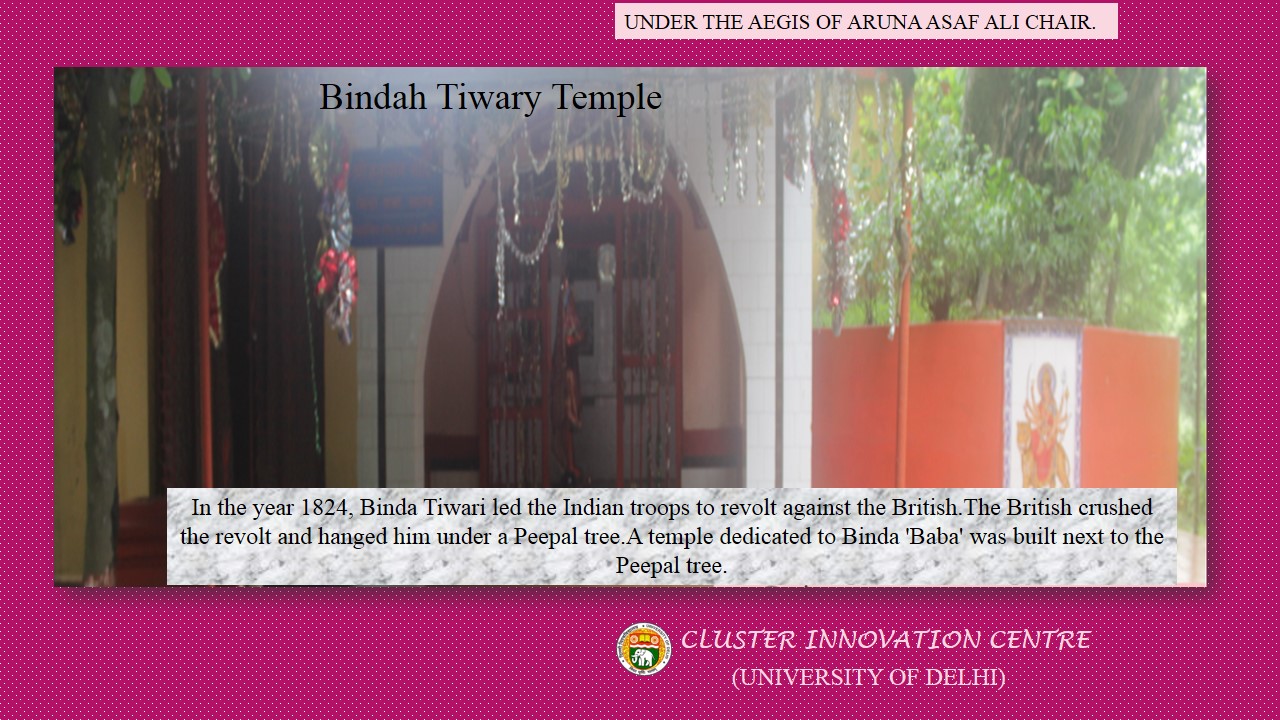 UNDER THE AEGIS OF ARUNA ASAF ALI CHAIR.
Bindah Tiwary Temple
In the year 1824, Binda Tiwari led the Indian troops to revolt against the British.The British crushed
the revolt and hanged him under a Peepal tree.A temple dedicated to Binda 'Baba' was built next to the
Peepal tree.
CLUSTER INNOVATION CENTRE
(UNIVERSITY OF DELHI)